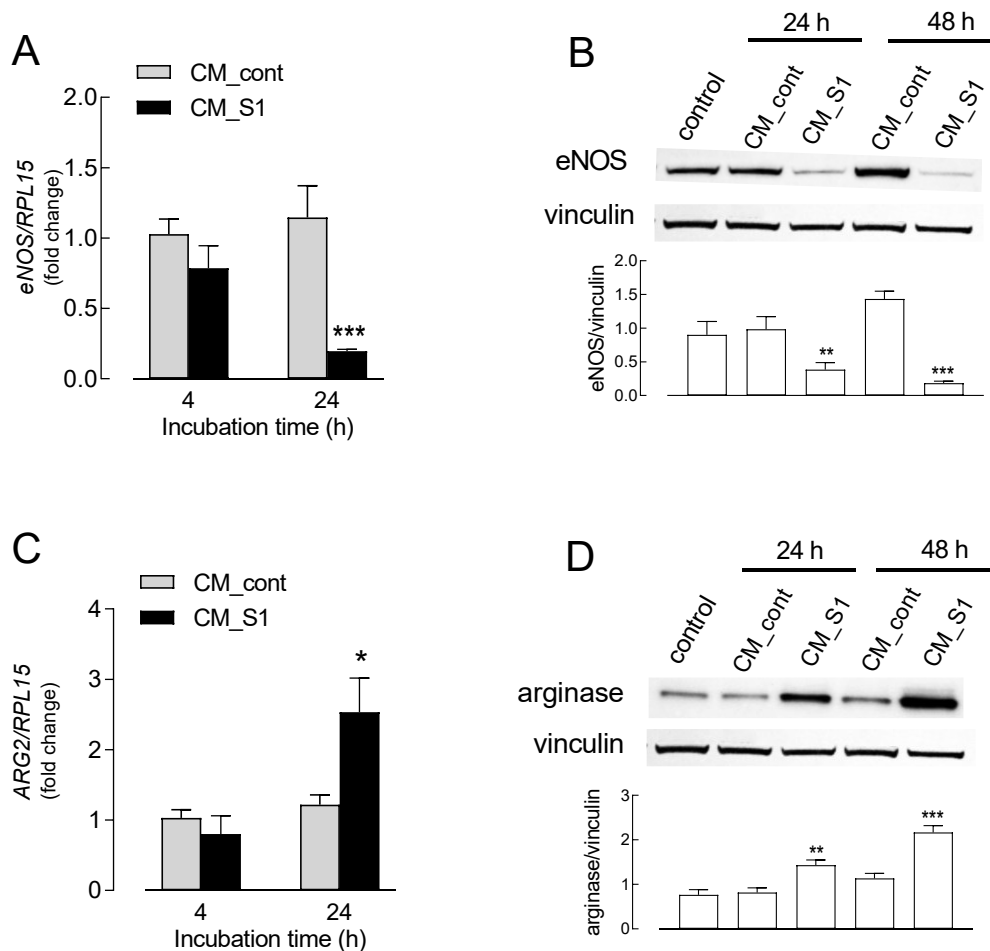 A
CM_cont
CM_S1
eNOS/RPL15
(fold change)
2.0
1.5
1.0
0.5
0.0
***
4
24
Incubation time (h)
B
24 h
48 h
control
CM_cont
CM_S1
CM_cont
CM_S1
eNOS
vinculin
eNOS/vinculin
2.0
1.5
1.0
0.5
0.0
**
***
C
CM_cont
CM_S1
ARG2/RPL15
(fold change)
4
3
2
1
0
*
4
24
Incubation time (h)
D
24 h
48 h
control
CM_cont
CM_S1
CM_cont
CM_S1
arginase
vinculin
arginase/vinculin
3
2
1
0
**
***